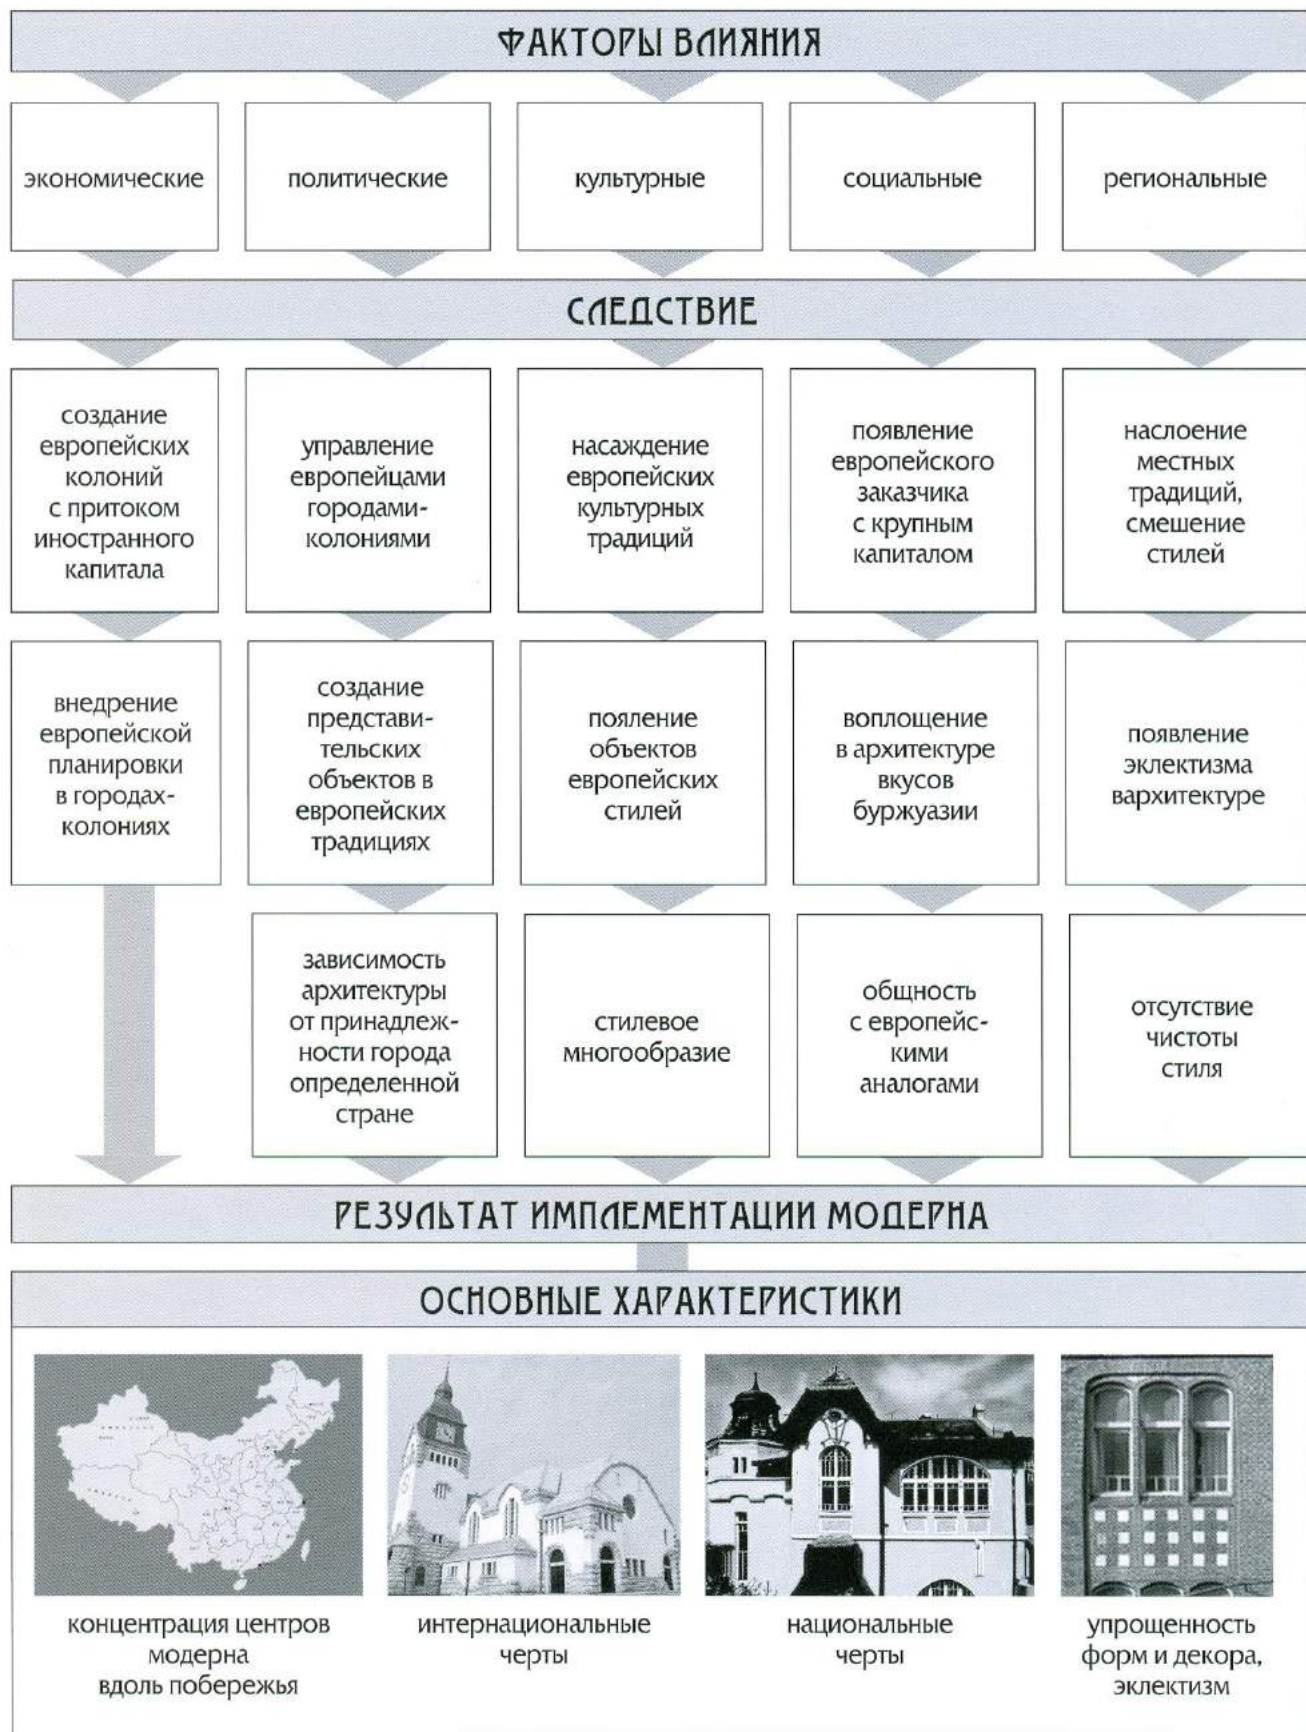 ФАКТОРЫ ВЛИЯНИЯ
экономические
политические
культурные
социальные
региональные
СЛЕДСТВИЕ
создание
европейских
колоний
с притоком
иностранного
капитала
управление
европейцами
городами-
колониями
насаждение
европейских
культурных
традиций
появление
европейского
заказчика
с крупным
капиталом
наслоение
местных
традиций,
смешение
стилей
внедрение
европейской
планировки
в городах-
колониях
создание
представи-
тельских
объектов в
европейских
традициях
пояление
объектов
европейских
стилей
воплощение
в архитектуре
вкусов
буржуазии
появление
эклектизма
вархитектуре
зависимость
архитектуры
от принадлеж-
ности города
определенной
стране
стилевое
многообразие
общность
с европейс-
кими
аналогами
отсутствие
чистоты
стиля
РЕЗУЛЬТАТ ИМПЛЕМЕНТАЦИИ МОДЕРНА
ОСНОВНЫЕ ХАРАКТЕРИСТИКИ
концентрация центров
модерна
вдоль побережья
интернациональные
черты
национальные
черты
упрощенность
форм и декора,
эклектизм